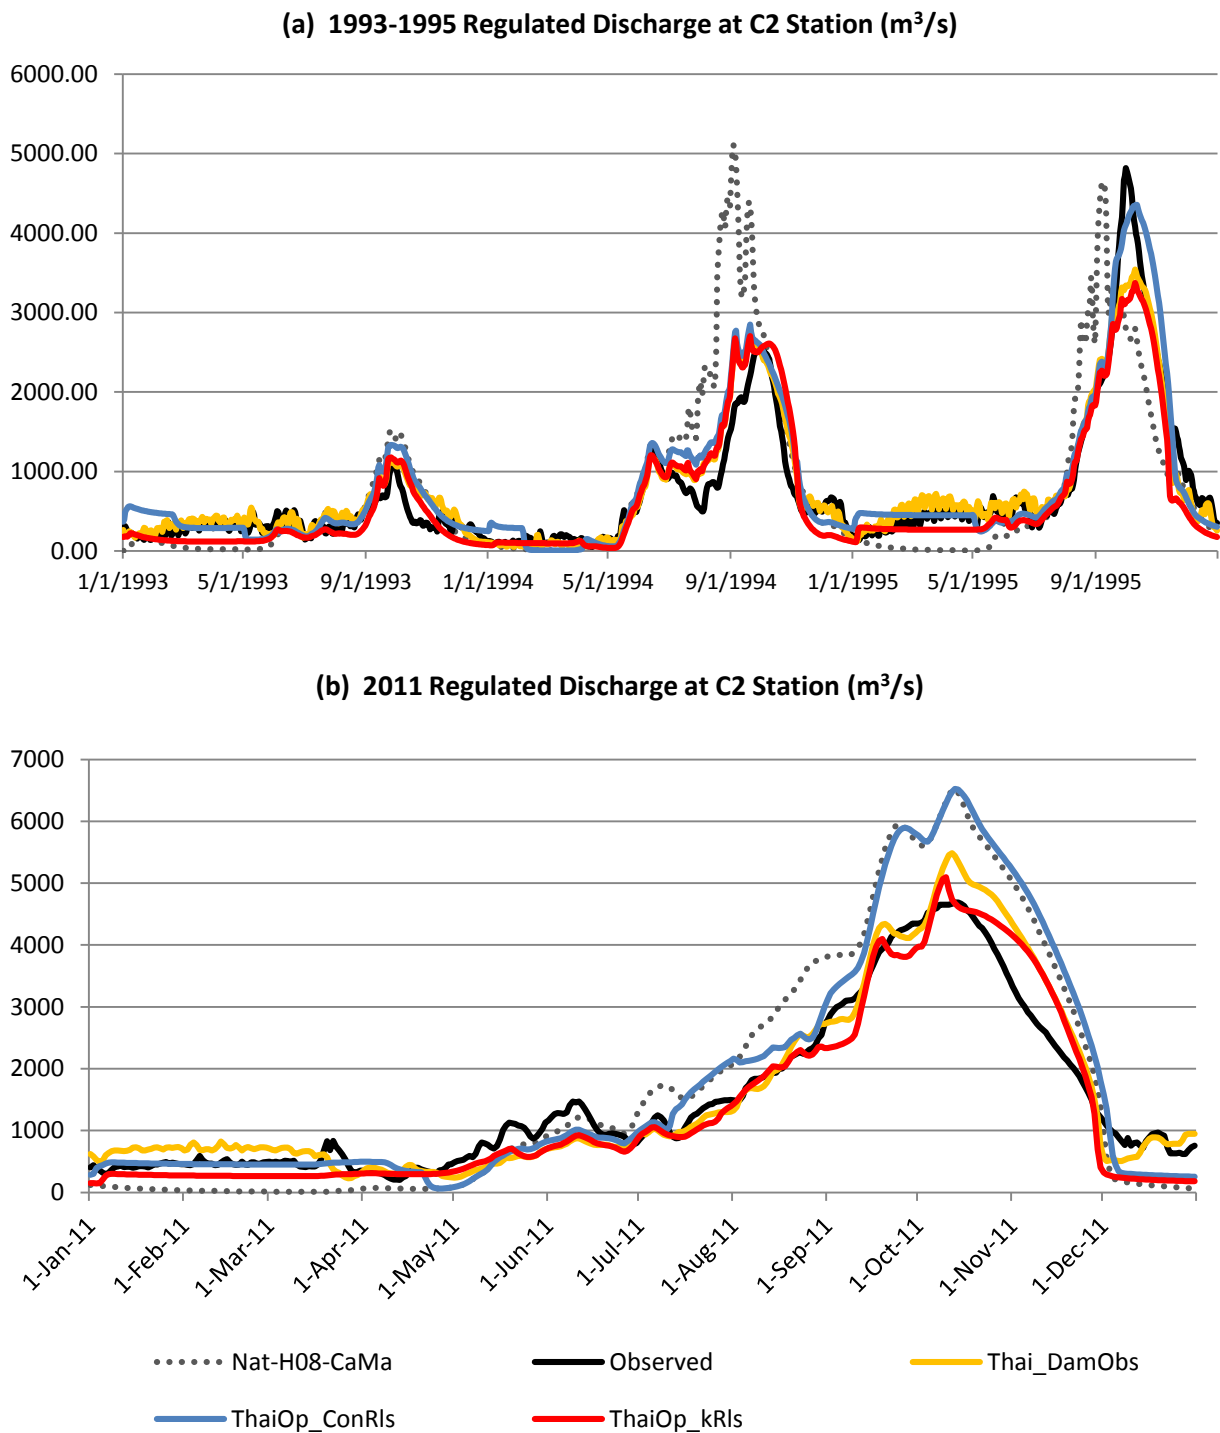 (a) 1993-1995 Regulated Discharge at C2 Station (m³/s)
6000.00
5000.00
4000.00
3000.00
2000.00
1000.00
0.00
1/1/1993 5/1/1993 9/1/1993 1/1/1994 5/1/1994 9/1/1994 1/1/1995 5/1/1995 9/1/1995
(b) 2011 Regulated Discharge at C2 Station (m³/s)
7000
6000
5000
4000
3000
2000
1000
0
1-Jan-11 1-Feb-11 1-Mar-11 1-Apr-11 1-May-11 1-Jun-11 1-Jul-11 1-Aug-11 1-Sep-11 1-Oct-11 1-Nov-11 1-Dec-11
Nat-H08-CaMa Observed Thai_DamObs
ThaiOp_ConRls ThaiOp_kRls